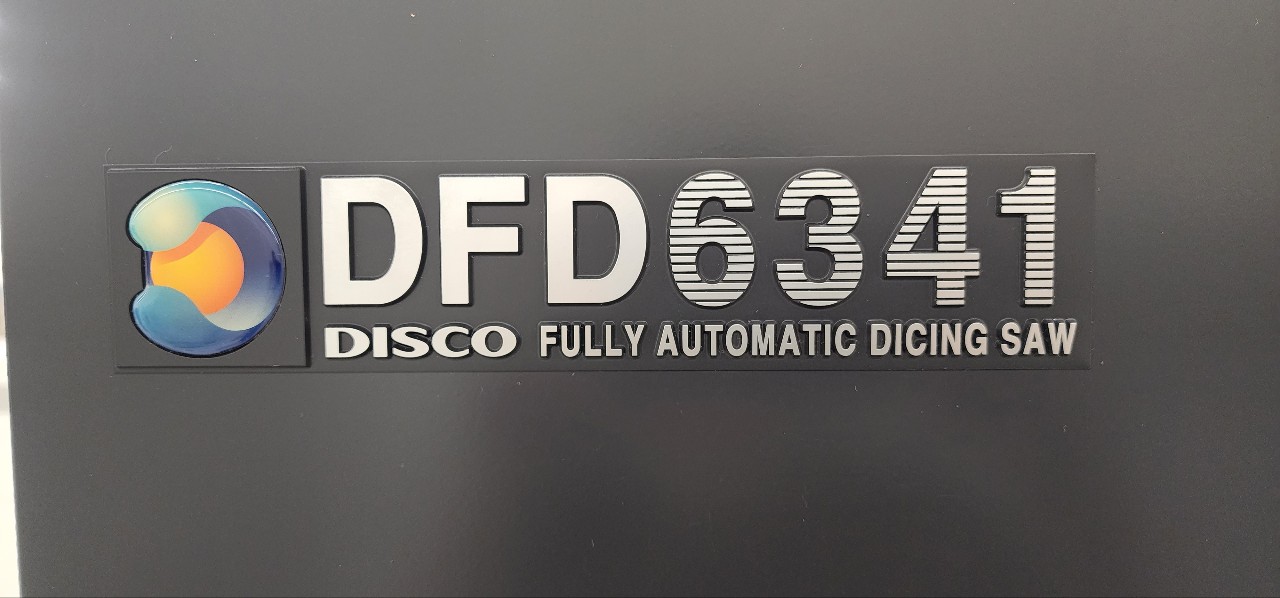 DFD6341
DISCO FULLY AUTOMATIC DICING SAW